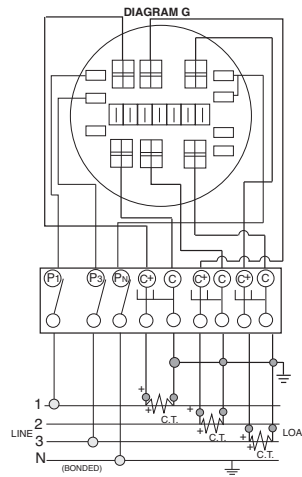 DIAGRAM G
P1 P3 PN C+ C C+ C C+ C
+ +
1
+ C.T. +
2
LINE + C.T. + LOA
3
+ C.T.
N
(BONDED)